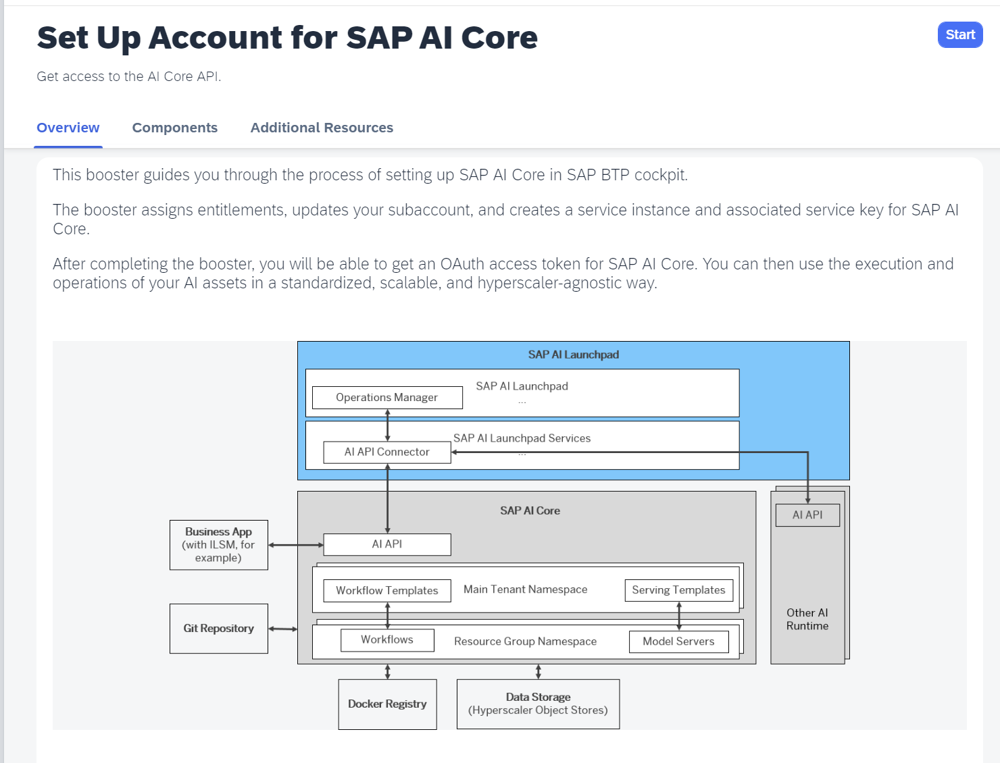 Set Up Account for SAP AI Core
Start
Get access to the AI Core API.
Overview
Components
Additional Resources
This booster guides you through the process of setting up SAP AI Core in SAP BTP cockpit.
The booster assigns entitlements, updates your subaccount, and creates a service instance and associated service key for SAP AI
Core.
After completing the booster, you will be able to get an OAuth access token for SAP AI Core. You can then use the execution and
operations of your AI assets in a standardized, scalable, and hyperscaler-agnostic way.
SAP AI Launchpad
SAP AI Launchpad
...
Operations Manager
SAP AI Launchpad Services
...
AI API Connector
SAP AI Core
AI API
Business App
(with ILSM, for
example)
AI API
Workflow Templates
Main Tenant Namespace
Serving Templates
Other AI
Runtime
Git Repository
Workflows
Resource Group Namespace
Model Servers
Docker Registry
Data Storage
(Hyperscaler Object Stores)